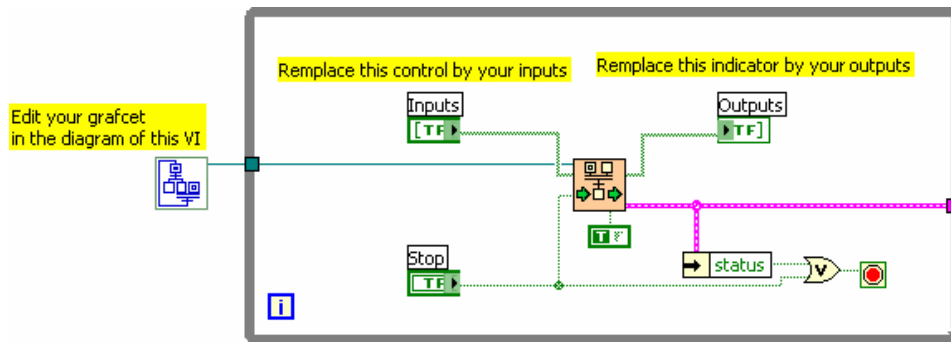 Remplace this control by your inputs
Remplace this indicator by your outputs
Edit your grafcet
in the diagram of this VI
Inputs
[TF
Outputs
TF]
T
Stop
TF
status
V
i